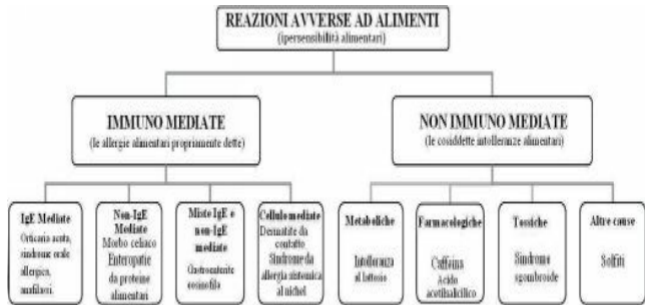 REAZIONI AVVERSE AD ALIMENTI
(ipersensibilità alimentari)
IMMUNO MEDIATE
(le allergie alimentari propriamente dette)
NON IMMUNO MEDIATE
(le cosiddette intolleranze alimentari)
IgE Mediate
Orticaria acuta,
sindrome orale
allergica,
anafilassi.
Non-IgE
Mediate
Morbo celiaco
Enteropatie
da proteine
alimentari
Miste IgE e
non-IgE
mediate
Gastroenterite
eosinofila
Cellulo mediate
Dermatite da
contatto
Sindrome da
allergia sistemica
al nichel
Metaboliche
Intolleranza
al lattosio
Farmacologiche
Caffeina
Acido
acetilsalicilico
Tossiche
Sindrome
sgombroide
Altre cause
Solfiti